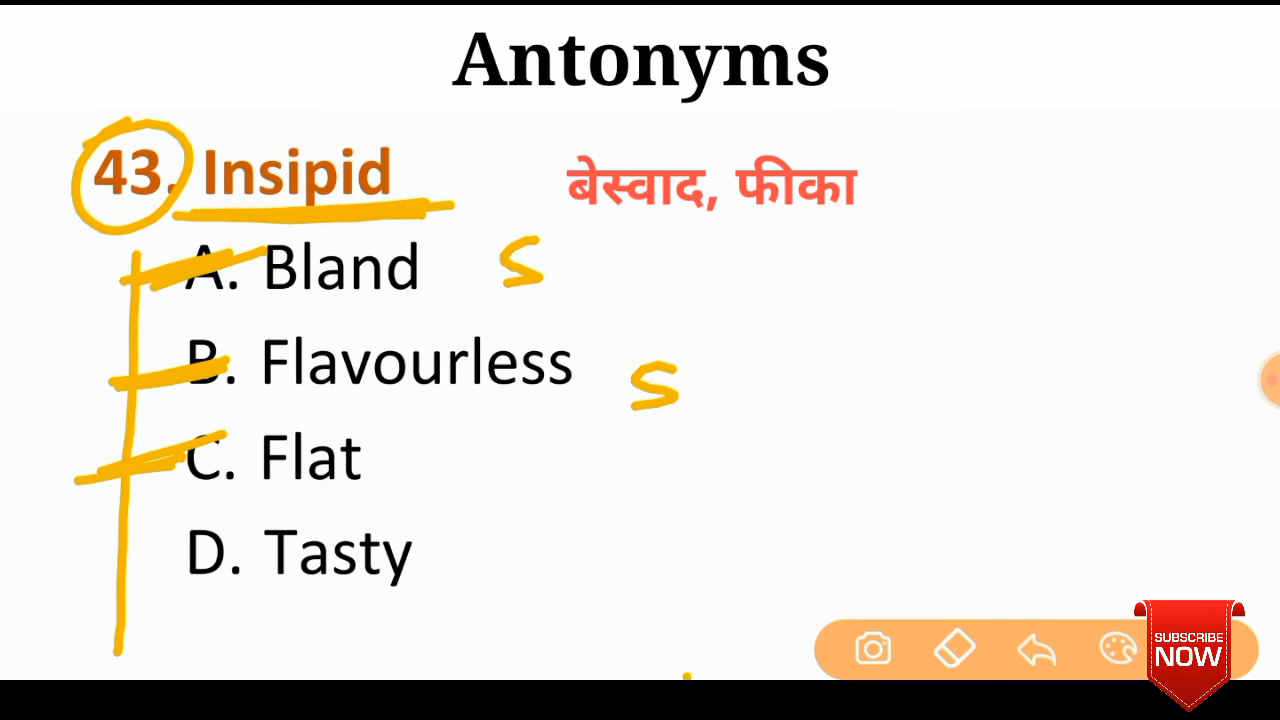 Antonyms
43. Insipid बेस्वाद, फीका
A. Bland S
B. Flavourless S
C. Flat
D. Tasty
SUBSCRIBE
NOW